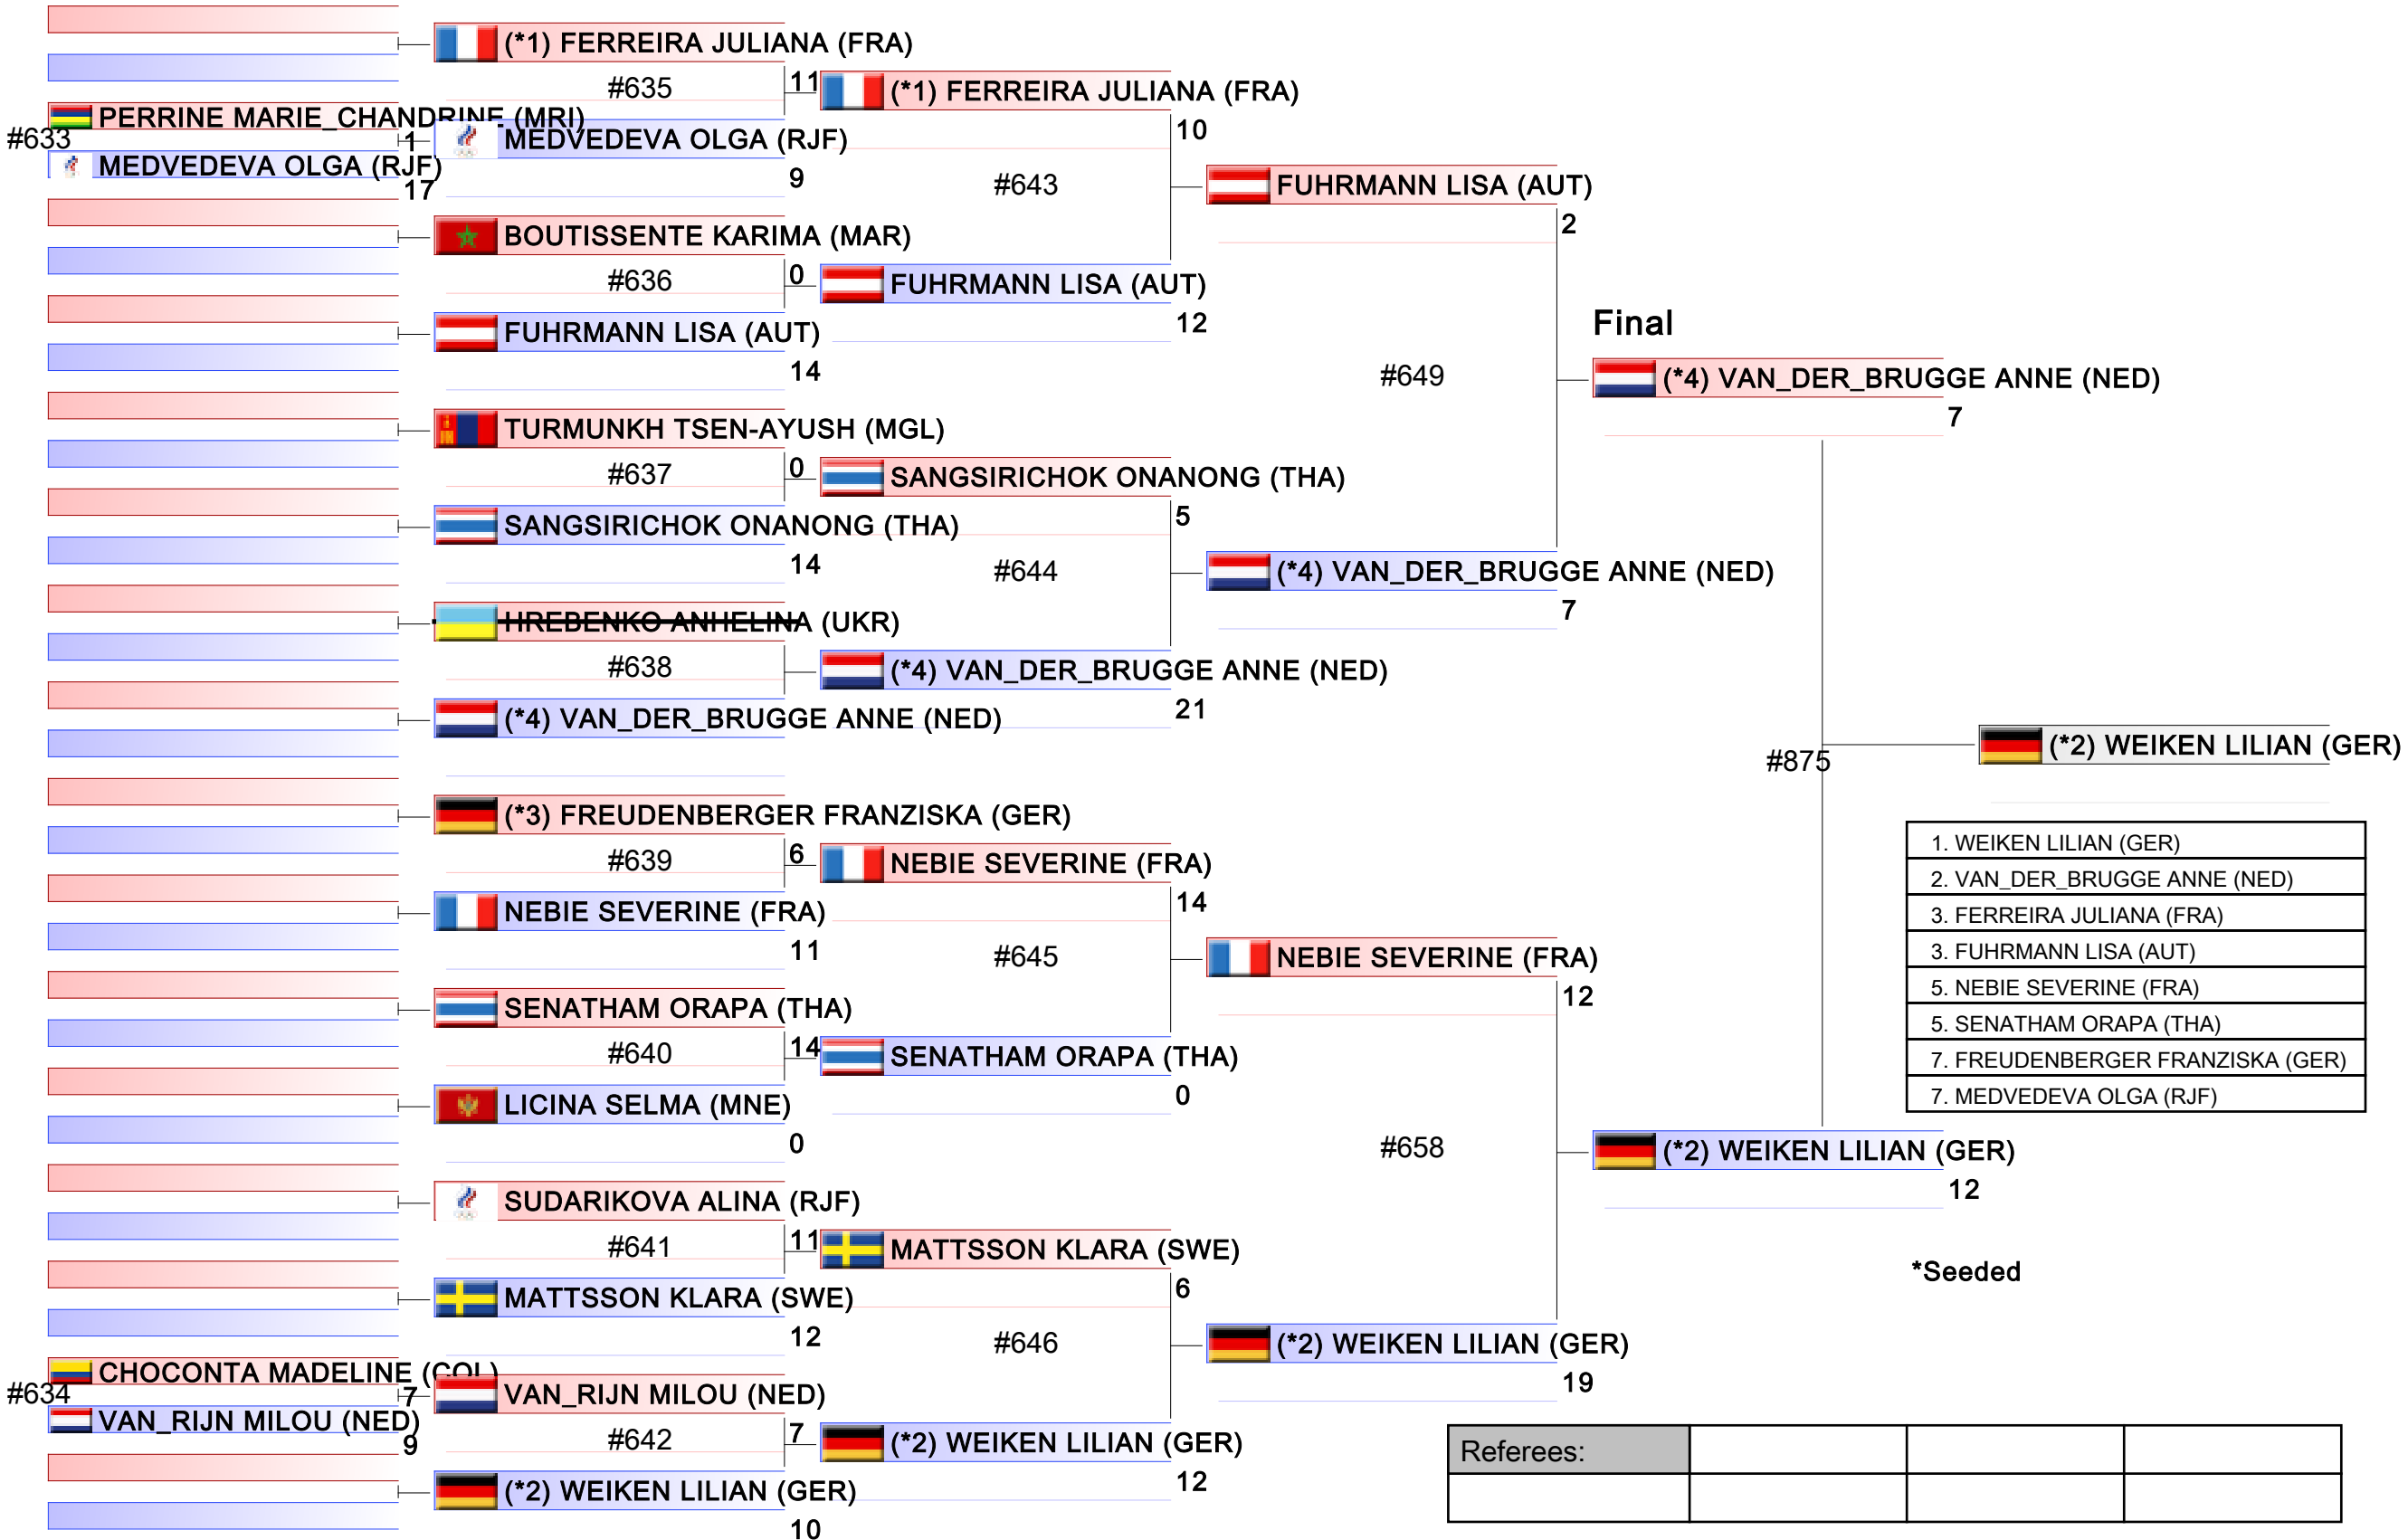 (*1) FERREIRA JULIANA (FRA)
#635
11
(*1) FERREIRA JULIANA (FRA)
10
PERRINE MARIE_CHANDRINE (MRI)
#633
1
MEDVEDEVA OLGA (RJF)
17
MEDVEDEVA OLGA (RJF)
9
#643
FUHRMANN LISA (AUT)
2
BOUTISSENTE KARIMA (MAR)
#636
0
FUHRMANN LISA (AUT)
12
FUHRMANN LISA (AUT)
14
Final
#649
(*4) VAN_DER_BRUGGE ANNE (NED)
7
TURMUNKH TSEN-AYUSH (MGL)
#637
0
SANGSIRICHOK ONANONG (THA)
5
SANGSIRICHOK ONANONG (THA)
14
#644
(*4) VAN_DER_BRUGGE ANNE (NED)
7
HREBENKO ANHELINA (UKR)
#638
(*4) VAN_DER_BRUGGE ANNE (NED)
21
(*4) VAN_DER_BRUGGE ANNE (NED)
#875
(*2) WEIKEN LILIAN (GER)
(*3) FREUDENBERGER FRANZISKA (GER)
#639
6
NEBIE SEVERINE (FRA)
14
NEBIE SEVERINE (FRA)
11
#645
NEBIE SEVERINE (FRA)
12
SENATHAM ORAPA (THA)
#640
14
SENATHAM ORAPA (THA)
0
LICINA SELMA (MNE)
0
#658
1. WEIKEN LILIAN (GER)
2. VAN_DER_BRUGGE ANNE (NED)
3. FERREIRA JULIANA (FRA)
3. FUHRMANN LISA (AUT)
5. NEBIE SEVERINE (FRA)
5. SENATHAM ORAPA (THA)
7. FREUDENBERGER FRANZISKA (GER)
7. MEDVEDEVA OLGA (RJF)
(*2) WEIKEN LILIAN (GER)
12
SUDARIKOVA ALINA (RJF)
#641
11
MATTSSON KLARA (SWE)
6
MATTSSON KLARA (SWE)
12
#646
(*2) WEIKEN LILIAN (GER)
19
*Seeded
CHOCONTA MADELINE (COL)
#634
7
VAN_RIJN MILOU (NED)
9
VAN_RIJN MILOU (NED)
#642
7
(*2) WEIKEN LILIAN (GER)
12
(*2) WEIKEN LILIAN (GER)
10
Referees: